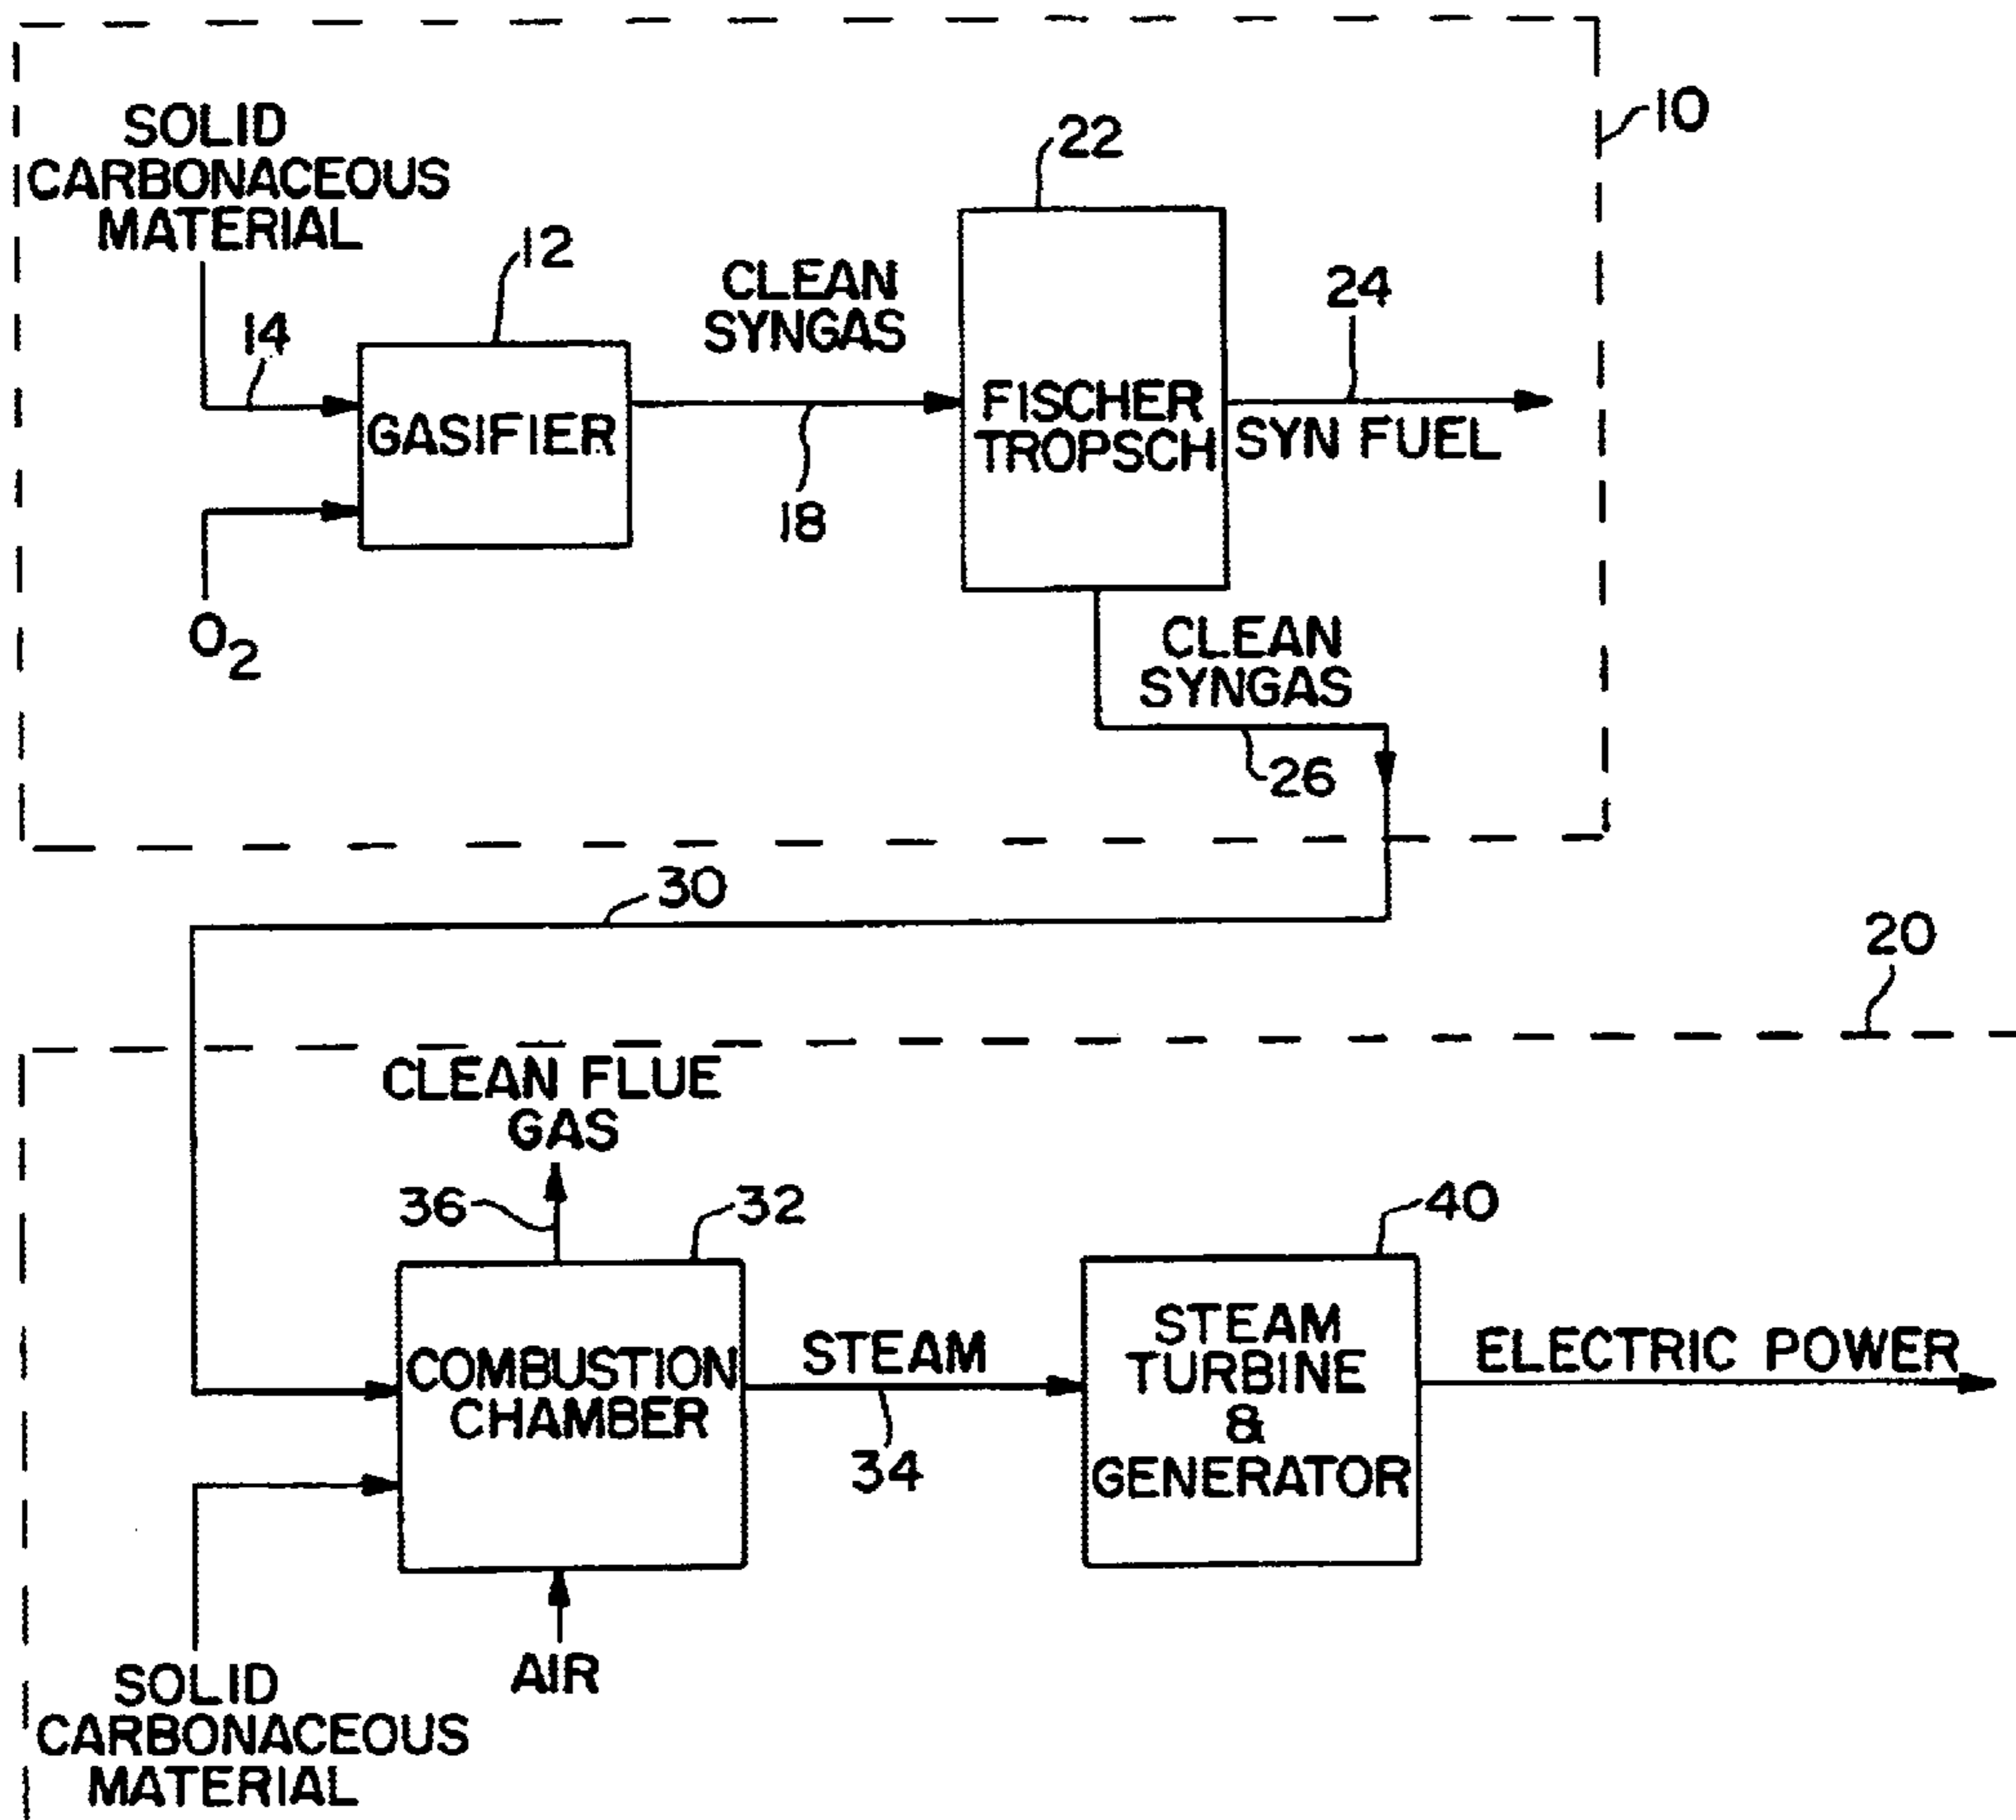 10
SOLID
CARBONACEOUS
MATERIAL
22
12
CLEAN
SYNGAS
24
14
GASIFIER
FISCHER
TROPSCH
SYN FUEL
18
O2
CLEAN
SYNGAS
26
30
20
CLEAN FLUE
GAS
36
32
40
COMBUSTION
CHAMBER
STEAM
34
STEAM
TURBINE
&
GENERATOR
ELECTRIC POWER
AIR
SOLID
CARBONACEOUS
MATERIAL